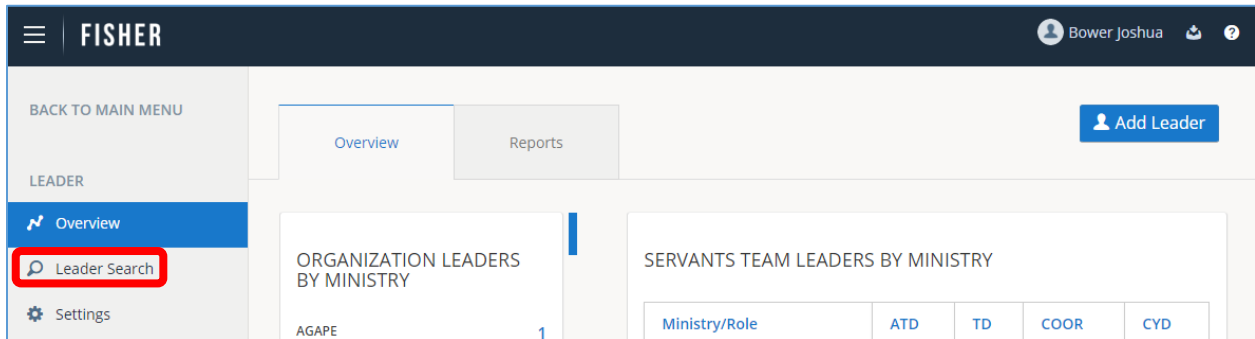 FISHER
Bower Joshua
?
BACK TO MAIN MENU
Overview
Reports
Add Leader
LEADER
Overview
Leader Search
Settings
ORGANIZATION LEADERS
BY MINISTRY
AGAPE 1
SERVANTS TEAM LEADERS BY MINISTRY
Ministry/Role ATD TD COOR CYD